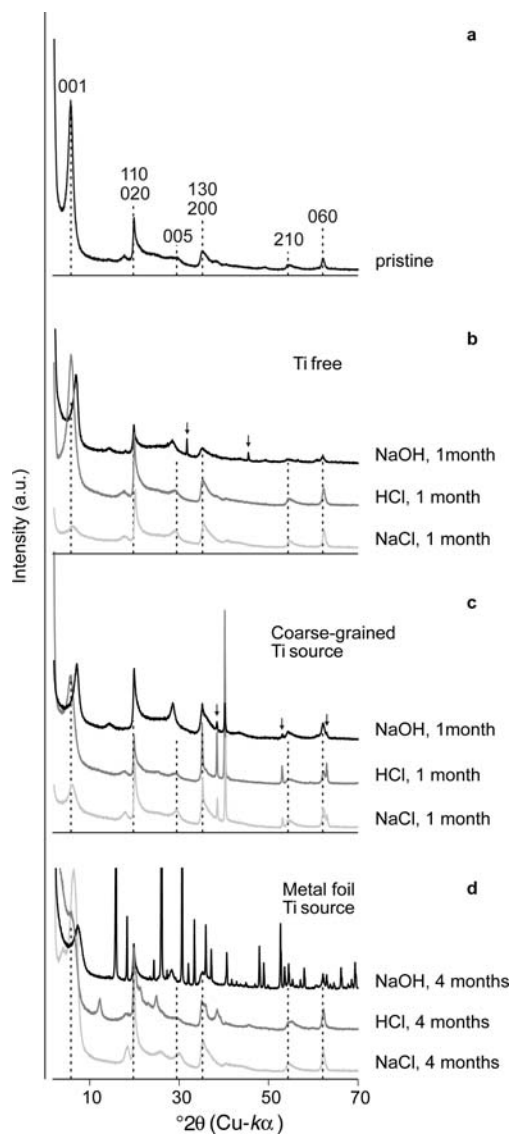 a
001
110
020
130
200
005
210
060
pristine
b
Ti free
NaOH, 1month
HCl, 1 month
NaCl, 1 month
Intensity (a.u.)
c
Coarse-grained
Ti source
NaOH, 1month
HCl, 1 month
NaCl, 1 month
d
Metal foil
Ti source
NaOH, 4 months
HCl, 4 months
NaCl, 4 months
10 30 50 70
°2θ (Cu-kα)